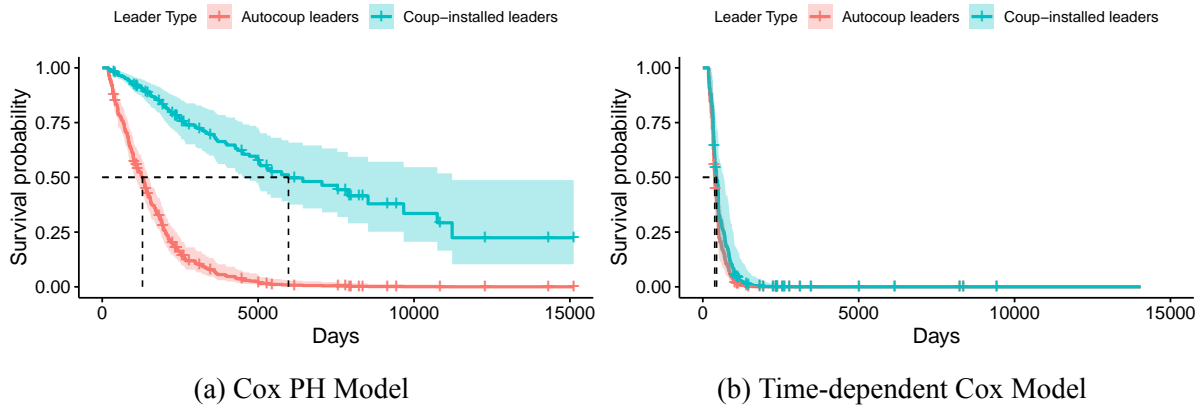 Leader Type Autocoup leaders Coup−installed leaders
1.00
0.75
0.50
0.25
0.00
Survival probability
0 5000 10000 15000
Days
(a) Cox PH Model
Leader Type Autocoup leaders Coup−installed leaders
1.00
0.75
0.50
0.25
0.00
Survival probability
0 5000 10000 15000
Days
(b) Time-dependent Cox Model